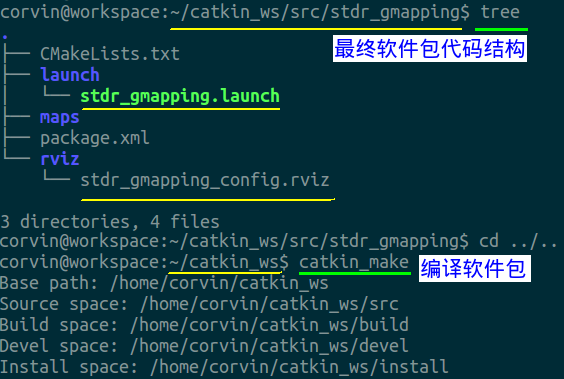 corvin@workspace:~/catkin_ws/src/stdr_gmapping$ tree
.
最终软件包代码结构
├── CMakeLists.txt
├── launch
│   └── stdr_gmapping.launch
├── maps
├── package.xml
└── rviz
    └── stdr_gmapping_config.rviz
3 directories, 4 files
corvin@workspace:~/catkin_ws/src/stdr_gmapping$ cd ../..
corvin@workspace:~/catkin_ws$ catkin_make
编译软件包
Base path: /home/corvin/catkin_ws
Source space: /home/corvin/catkin_ws/src
Build space: /home/corvin/catkin_ws/build
Devel space: /home/corvin/catkin_ws/devel
Install space: /home/corvin/catkin_ws/install